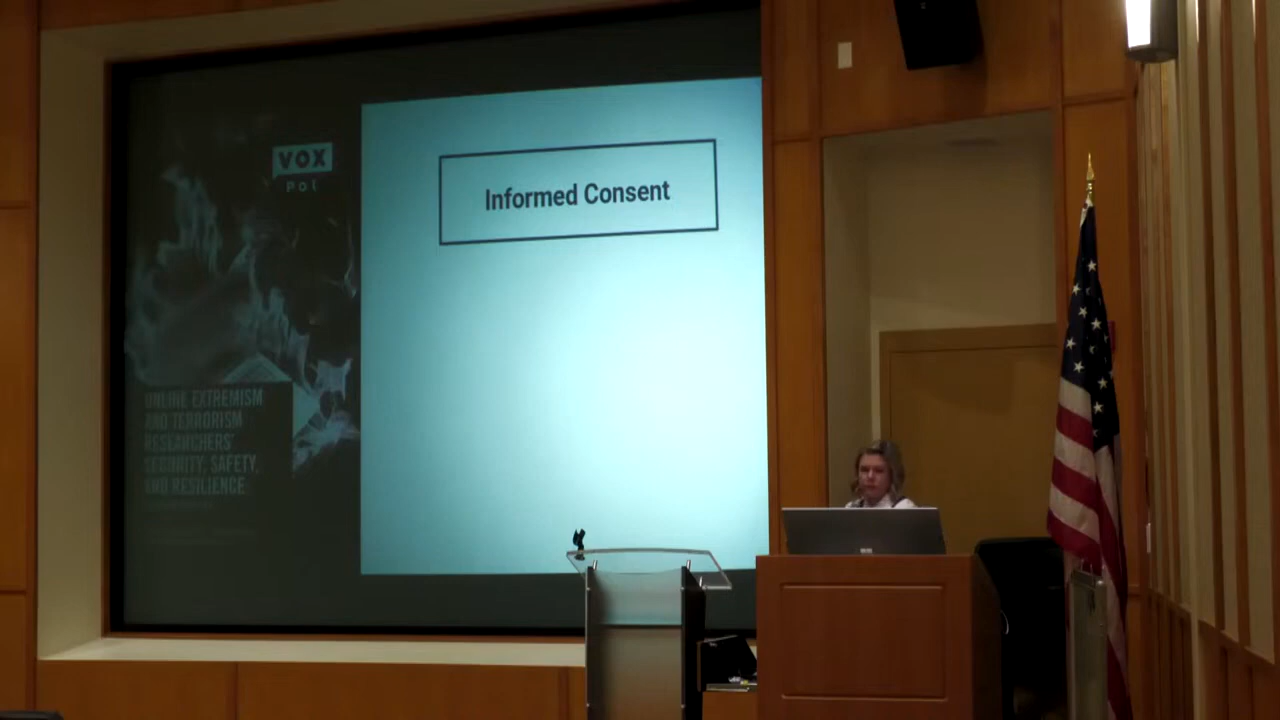 VOX
Pol
Informed Consent
ONLINE EXTREMISM
AND TERRORISM
RESEARCHERS'
SECURITY, SAFETY,
AND RESILIENCE